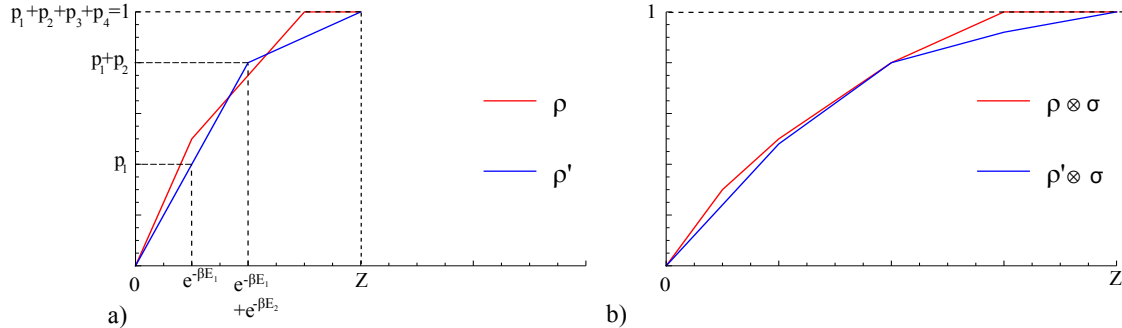 p₁+p₂+p₃+p₄=1
p₁+p₂
p₁
0
e^-βE₁
e^-βE₁
+e^-βE₂
Z
ρ
ρ'
a)
1
0
Z
ρ ⊗ σ
ρ'⊗ σ
b)